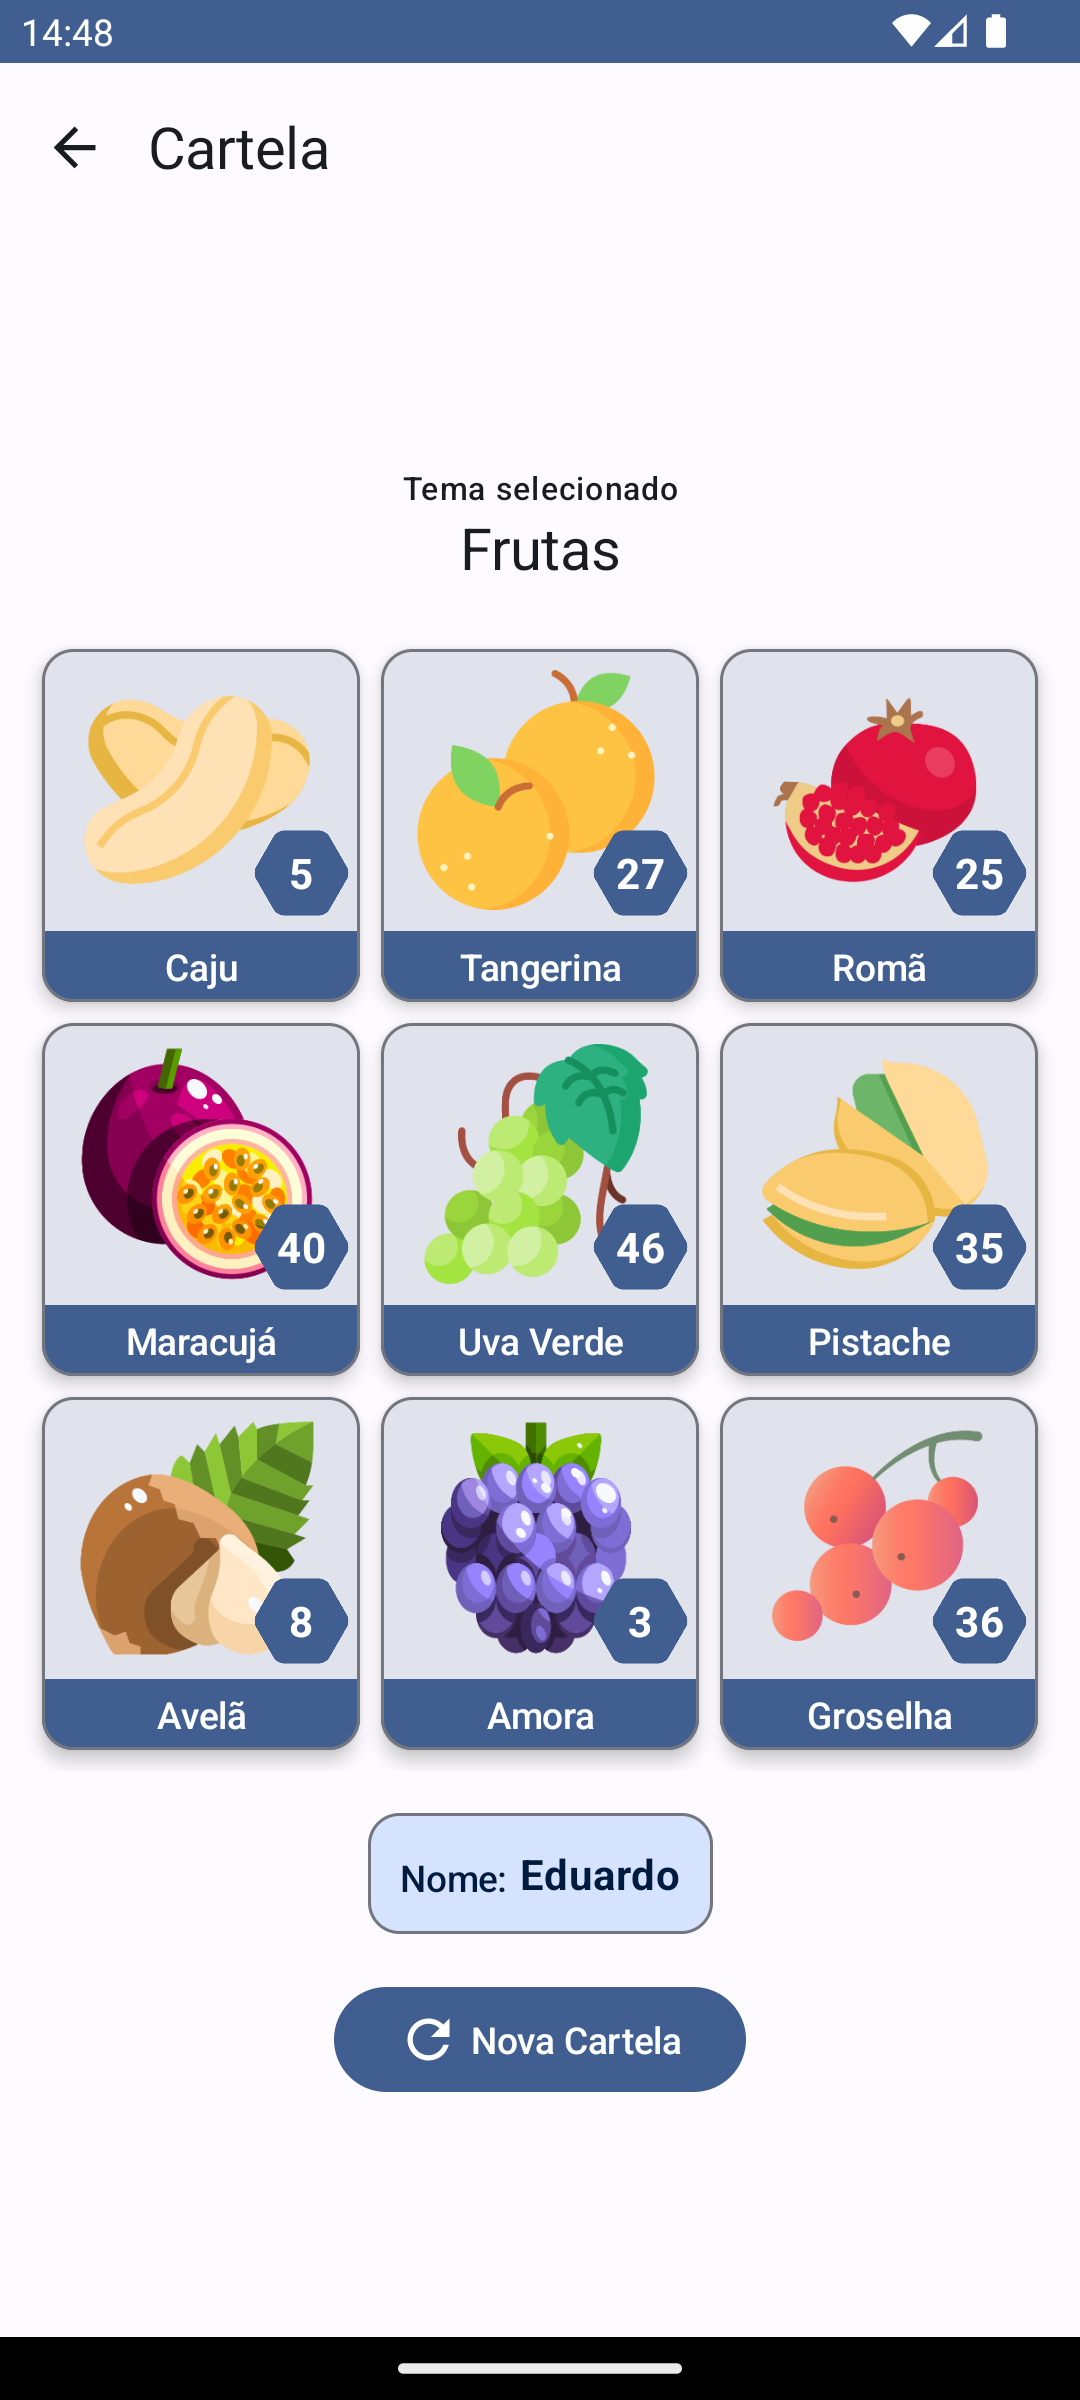 14:48
Cartela
Tema selecionado
Frutas
5
27
25
Caju
Tangerina
Romã
40
46
35
Maracujá
Uva Verde
Pistache
8
3
36
Avelã
Amora
Groselha
Nome: Eduardo
Nova Cartela